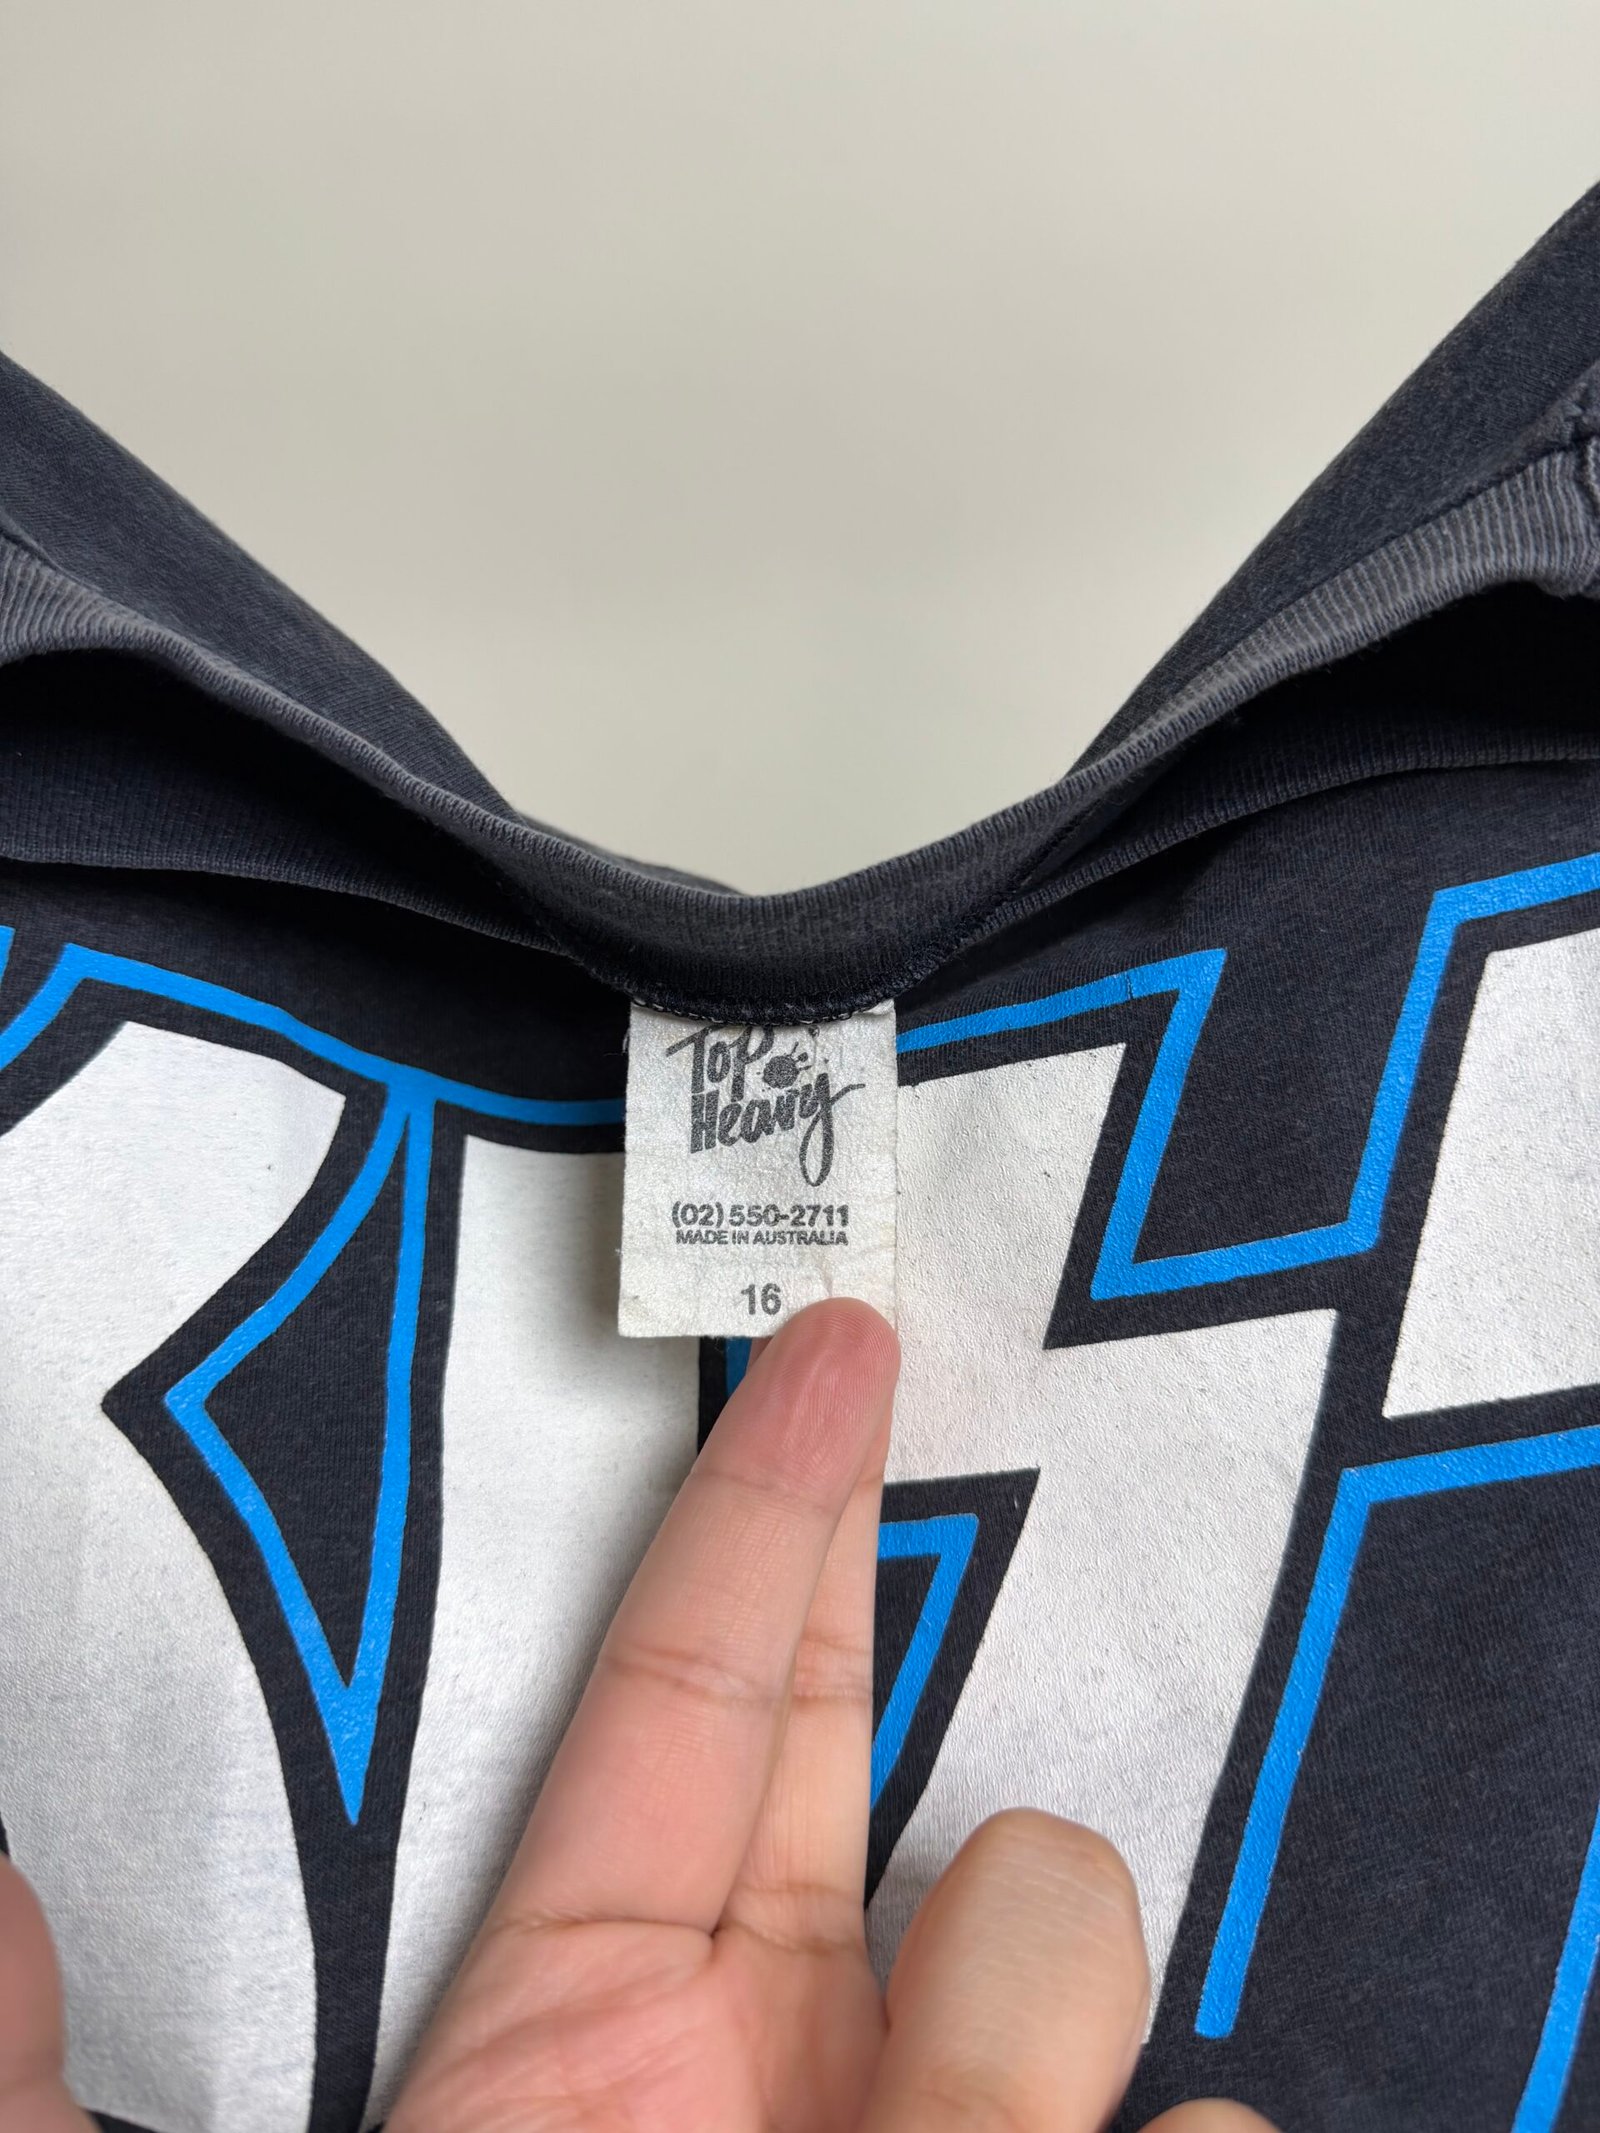 Top
Heavy
(02) 550-2711
MADE IN AUSTRALIA
16